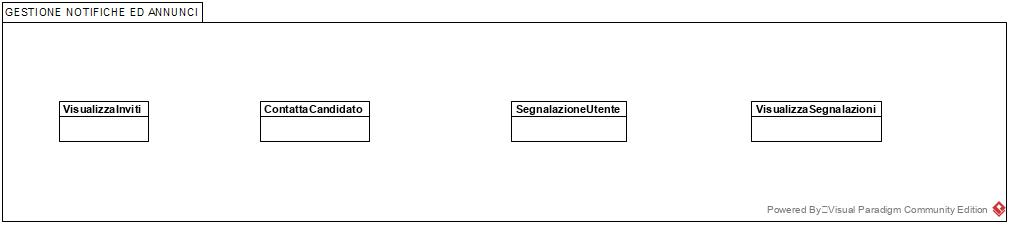 GESTIONE NOTIFICHE ED ANNUNCI
VisualizzaInviti ContattaCandidato SegnalazioneUtente VisualizzaSegnalazioni
Powered By Visual Paradigm Community Edition